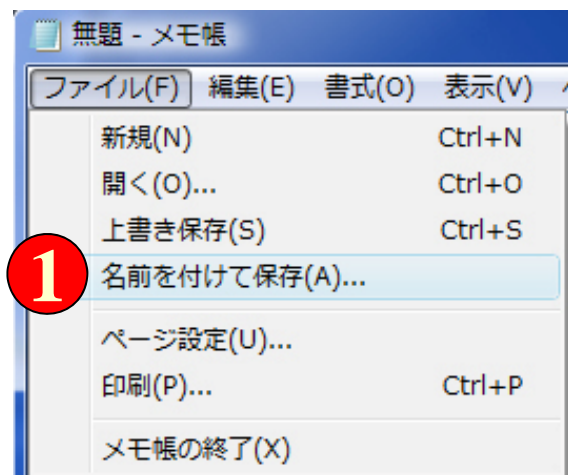 無題 - メモ帳
ファイル(F) 編集(E) 書式(O) 表示(V)
新規(N) Ctrl+N
開く(O)... Ctrl+O
上書き保存(S) Ctrl+S
1 名前を付けて保存(A)...
ページ設定(U)...
印刷(P)... Ctrl+P
メモ帳の終了(X)